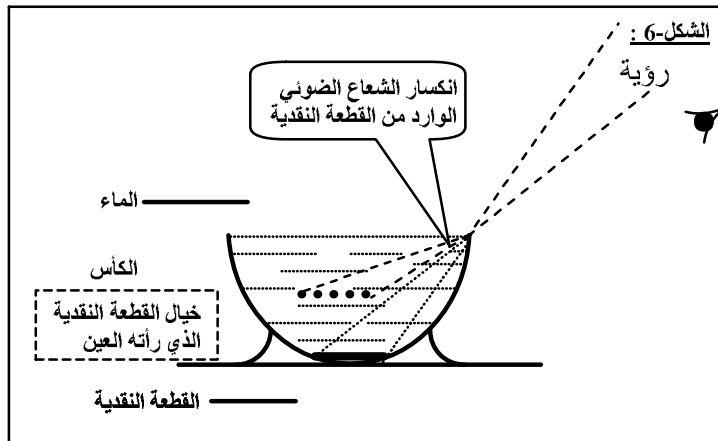 الشكل-6 :
رؤية
انكسار الشعاع الضوئي
الوارد من القطعة النقدية
الماء
الكأس
خيال القطعة النقدية
الذي رأته العين
القطعة النقدية